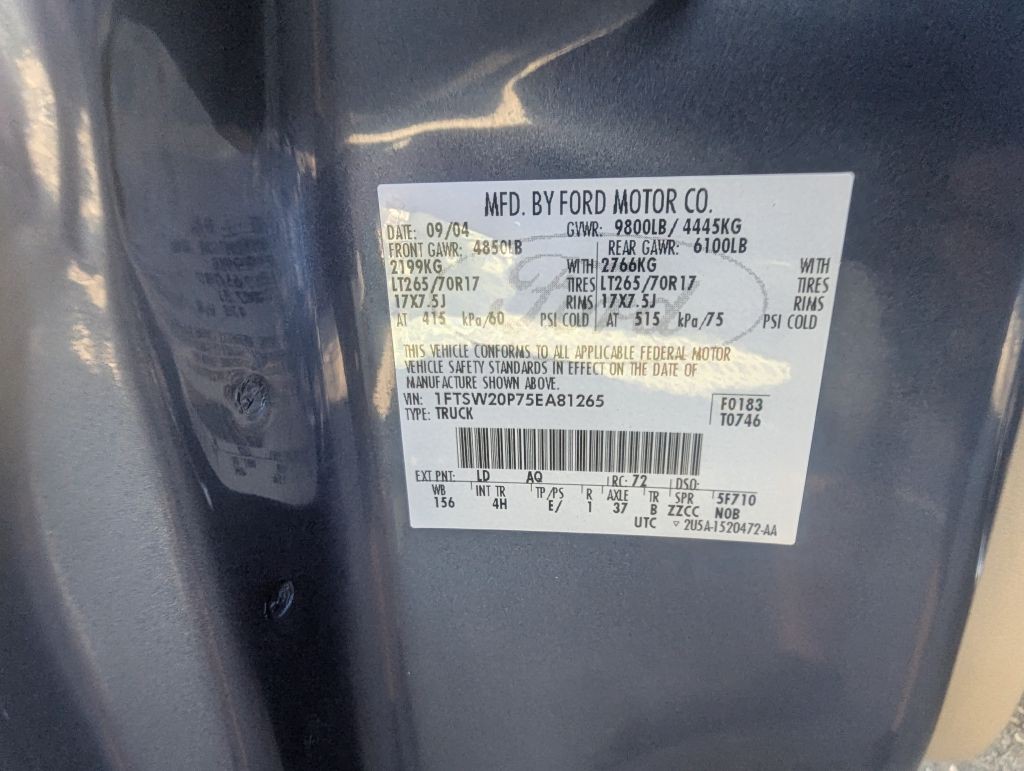 MFD. BY FORD MOTOR CO.
DATE: 09/04 GVWR: 9800LB/ 4445KG
FRONT GAWR: 4850LB REAR GAWR: 6100LB
2199KG WITH 2766KG WITH
LT265/70R17 TIRES LT265/70R17 TIRES
17X7.5J RIMS 17X7.5J RIMS
AT 415 kPa/60 PSI COLD AT 515 kPa/75 PSI COLD
THIS VEHICLE CONFORMS TO ALL APPLICABLE FEDERAL MOTOR
VEHICLE SAFETY STANDARDS IN EFFECT ON THE DATE OF
MANUFACTURE SHOWN ABOVE.
VIN: 1FTSW20P75EA81265 F0183
TYPE: TRUCK T0746
EXT PNT: LD AQ RC: 72 DSO:
WB INT TR TP/PS R AXLE TR SPR 5F710
156 4H E/ 1 37 B ZZCC NOB
UTC ▽ 2U5A-1520472-AA
Ford